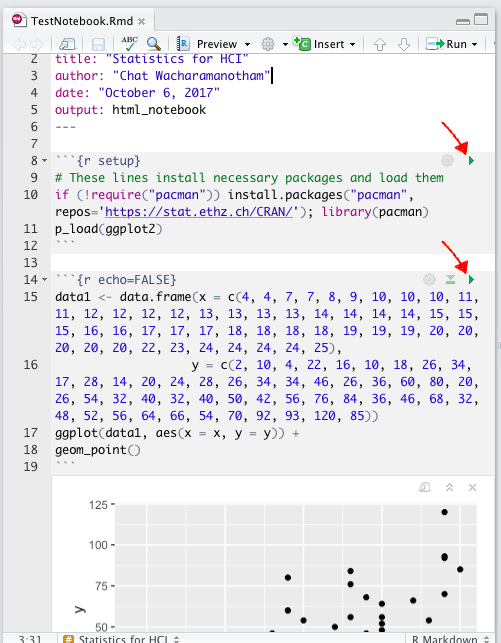 TestNotebook.Rmd
ABC
Preview
Insert
Run
2 title: "Statistics for HCI"
3 author: "Chat Wacharamanotham"
4 date: "October 6, 2017"
5 output: html_notebook
6 ---
7
8 ```{r setup}
9 # These lines install necessary packages and load them
10 if (!require("pacman")) install.packages("pacman",
repos='https://stat.ethz.ch/CRAN/'); library(pacman)
11 p_load(ggplot2)
12 ```
13
14 ```{r echo=FALSE}
15 data1 <- data.frame(x = c(4, 4, 7, 7, 8, 9, 10, 10, 10, 11,
11, 12, 12, 12, 12, 13, 13, 13, 13, 14, 14, 14, 14, 15, 15,
15, 16, 16, 17, 17, 17, 18, 18, 18, 18, 19, 19, 19, 20, 20,
20, 20, 20, 22, 23, 24, 24, 24, 24, 25),
16 y = c(2, 10, 4, 22, 16, 10, 18, 26, 34,
17, 28, 14, 20, 24, 28, 26, 34, 34, 46, 26, 36, 60, 80, 20,
26, 54, 32, 40, 32, 40, 50, 42, 56, 76, 84, 36, 46, 68, 32,
48, 52, 56, 64, 66, 54, 70, 92, 93, 120, 85))
17 ggplot(data1, aes(x = x, y = y)) +
18 geom_point()
19 ```
125
100
75
50
y
3:31
Statistics for HCI
R Markdown